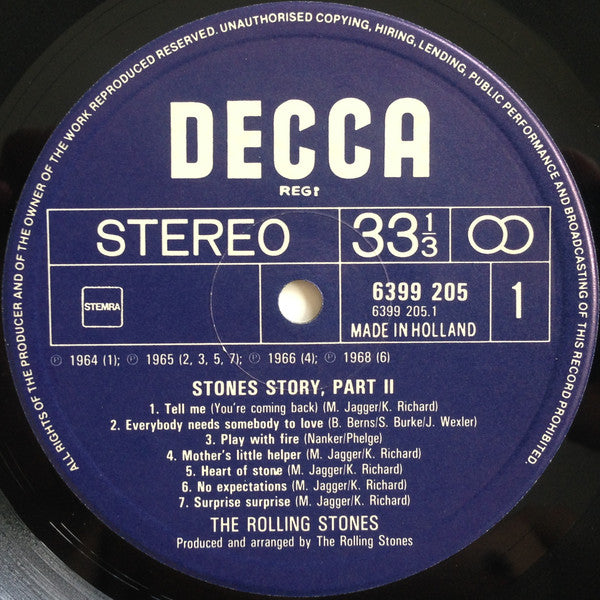 ALL RIGHTS OF THE PRODUCER AND OF THE OWNER OF THE WORK REPRODUCED RESERVED. UNAUTHORISED COPYING, HIRING, LENDING, PUBLIC PERFORMANCE AND BROADCASTING OF THIS RECORD PROHIBITED.
DECCA
REGD
STEREO 33 1/3
STEMRA
6399 205
6399 205.1
MADE IN HOLLAND
1
℗ 1964 (1); ℗ 1965 (2, 3, 5, 7); ℗ 1966 (4); ℗ 1968 (6)
STONES STORY, PART II
1. Tell me (You're coming back) (M. Jagger/K. Richard)
2. Everybody needs somebody to love (B. Berns/S. Burke/J. Wexler)
3. Play with fire (Nanker/Phelge)
4. Mother's little helper (M. Jagger/K. Richard)
5. Heart of stone (M. Jagger/K. Richard)
6. No expectations (M. Jagger/K. Richard)
7. Surprise surprise (M. Jagger/K. Richard)
THE ROLLING STONES
Produced and arranged by The Rolling Stones